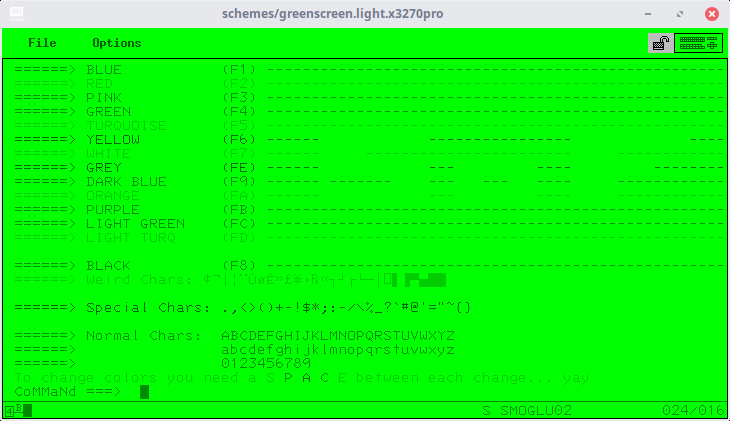 schemes/greenscreen.light.x3270pro
File Options
======> BLUE (F1) ---------------------------------------------------
======> RED (F2) ---------------------------------------------------
======> PINK (F3) ---------------------------------------------------
======> GREEN (F4) ---------------------------------------------------
======> TURQUOISE (F5) ---------------------------------------------------
======> YELLOW (F6) ------ --- ------ ----
======> WHITE (F7) ------
======> GREY (FE) ------ --- ------
======> DARK BLUE (F9) ------
======> ORANGE (FA)
======> PURPLE (FB) ---------------------------------------------------
======> LIGHT GREEN (FC) ---------------------------------------------------
======> LIGHT TURQ (FD) ---------------------------------------------------
======> BLACK (F8) ---------------------------------------------------
======> Weird Chars:
======> Special Chars: .,<>()+-!$*;:-/\%_?`#@'="~{}
======> Normal Chars: ABCDEFGHIJKLMNOPQRSTUVWXYZ
======> abcdefghijklmnopqrstuvwxyz
======> 0123456789
To change colors you need a S P A C E between each change... yay
CoMMaNd ===>
4 B S SMOGLU02 024/016